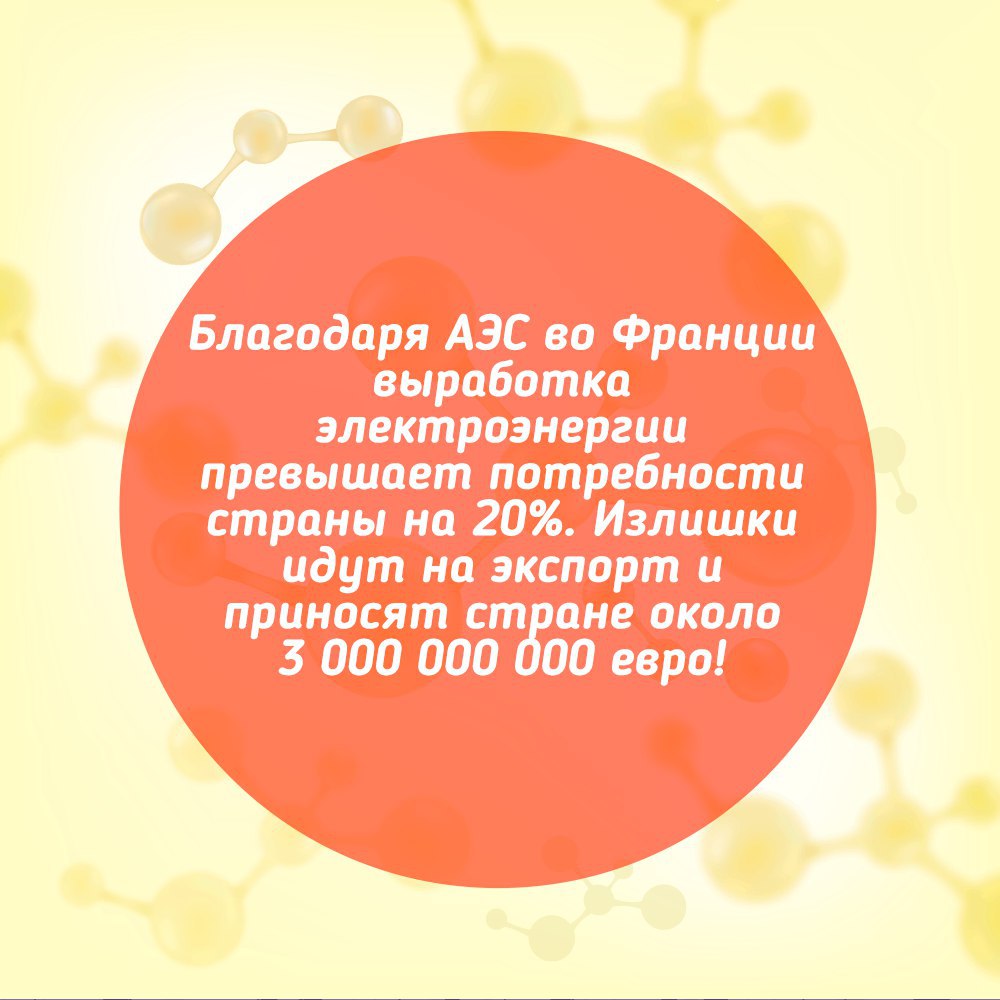 Благодаря АЭС во Франции
выработка
электроэнергии
превышает потребности
страны на 20%. Излишки
идут на экспорт и
приносят стране около
3 000 000 000 евро!